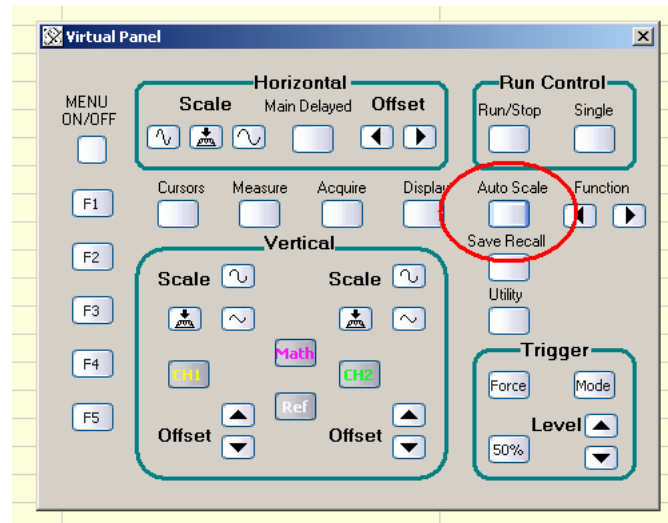 Virtual Panel
Horizontal
Run Control
MENU
ON/OFF
Scale
Main Delayed
Offset
Run/Stop
Single
F1
Cursors
Measure
Acquire
Display
Auto Scale
Function
F2
Vertical
Save Recall
Scale
Scale
Utility
F3
Math
Trigger
F4
CH1
CH2
Force
Mode
F5
Ref
Level
Offset
Offset
50%